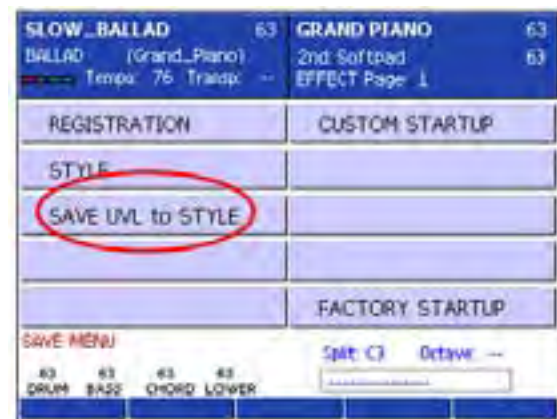 SLOW_BALLAD 63
BALLAD (Grand_Piano)
Tempo: 76 Transp: --
GRAND PIANO 63
2nd: Softpad 63
EFFECT Page: 1
REGISTRATION
CUSTOM STARTUP
STYLE
SAVE UVL to STYLE
FACTORY STARTUP
SAVE MENU
63 63 63 63
DRUM BASS CHORD LOWER
Split: C3 Octave: --